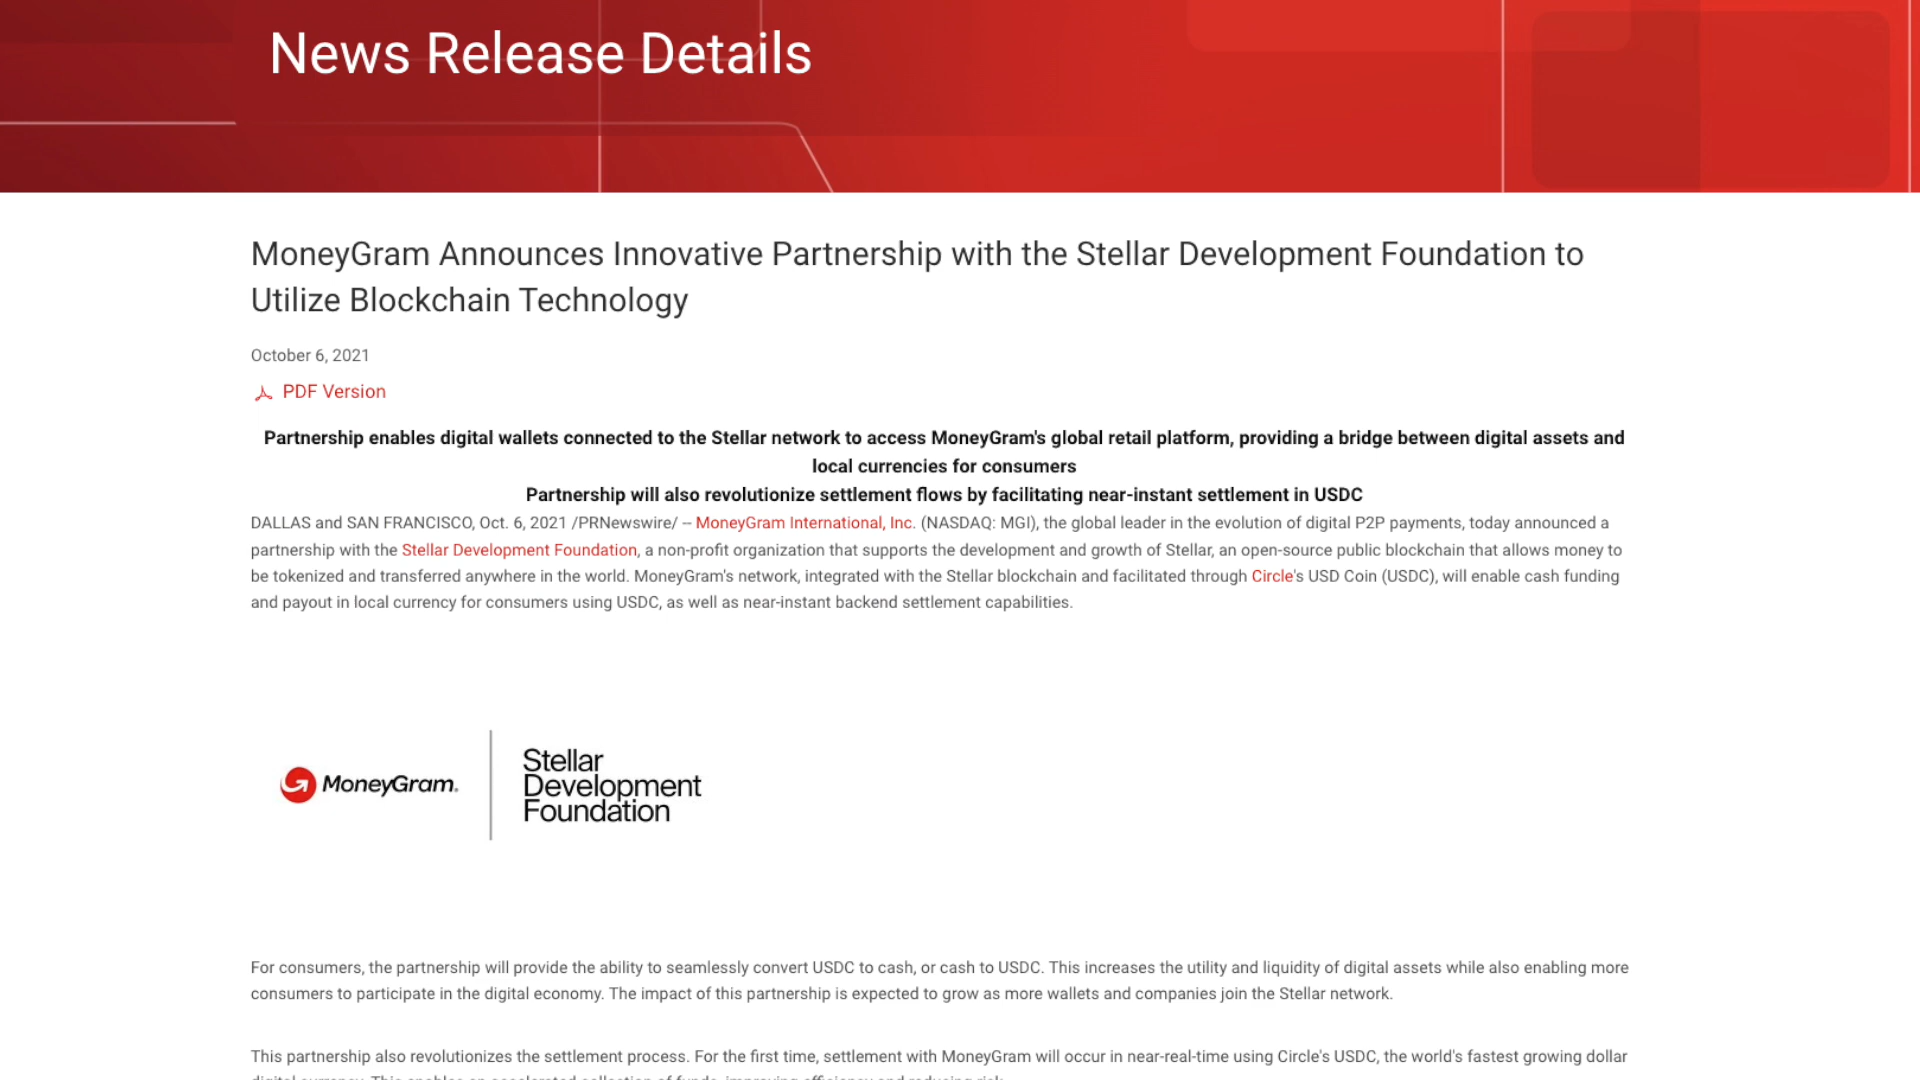 News Release Details
MoneyGram Announces Innovative Partnership with the Stellar Development Foundation to
Utilize Blockchain Technology
October 6, 2021
PDF Version
Partnership enables digital wallets connected to the Stellar network to access MoneyGram's global retail platform, providing a bridge between digital assets and
local currencies for consumers
Partnership will also revolutionize settlement flows by facilitating near-instant settlement in USDC
DALLAS and SAN FRANCISCO, Oct. 6, 2021 /PRNewswire/ -- MoneyGram International, Inc. (NASDAQ: MGI), the global leader in the evolution of digital P2P payments, today announced a
partnership with the Stellar Development Foundation, a non-profit organization that supports the development and growth of Stellar, an open-source public blockchain that allows money to
be tokenized and transferred anywhere in the world. MoneyGram's network, integrated with the Stellar blockchain and facilitated through Circle's USD Coin (USDC), will enable cash funding
and payout in local currency for consumers using USDC, as well as near-instant backend settlement capabilities.
MoneyGram.
Stellar
Development
Foundation
For consumers, the partnership will provide the ability to seamlessly convert USDC to cash, or cash to USDC. This increases the utility and liquidity of digital assets while also enabling more
consumers to participate in the digital economy. The impact of this partnership is expected to grow as more wallets and companies join the Stellar network.
This partnership also revolutionizes the settlement process. For the first time, settlement with MoneyGram will occur in near-real-time using Circle's USDC, the world's fastest growing dollar